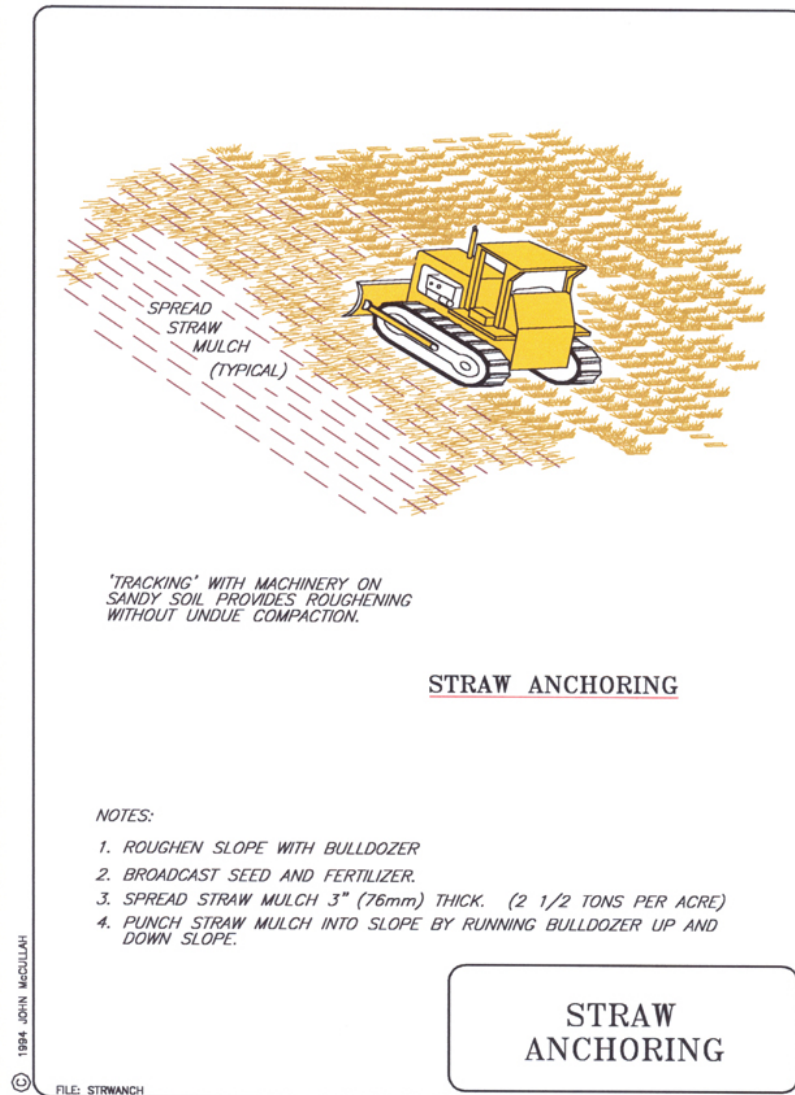 SPREAD
STRAW
MULCH
(TYPICAL)
'TRACKING' WITH MACHINERY ON
SANDY SOIL PROVIDES ROUGHENING
WITHOUT UNDUE COMPACTION.
STRAW ANCHORING
NOTES:
1. ROUGHEN SLOPE WITH BULLDOZER
2. BROADCAST SEED AND FERTILIZER.
3. SPREAD STRAW MULCH 3" (76mm) THICK. (2 1/2 TONS PER ACRE)
4. PUNCH STRAW MULCH INTO SLOPE BY RUNNING BULLDOZER UP AND
DOWN SLOPE.
STRAW
ANCHORING
© 1994 JOHN McCULLAH
FILE: STRWANCH